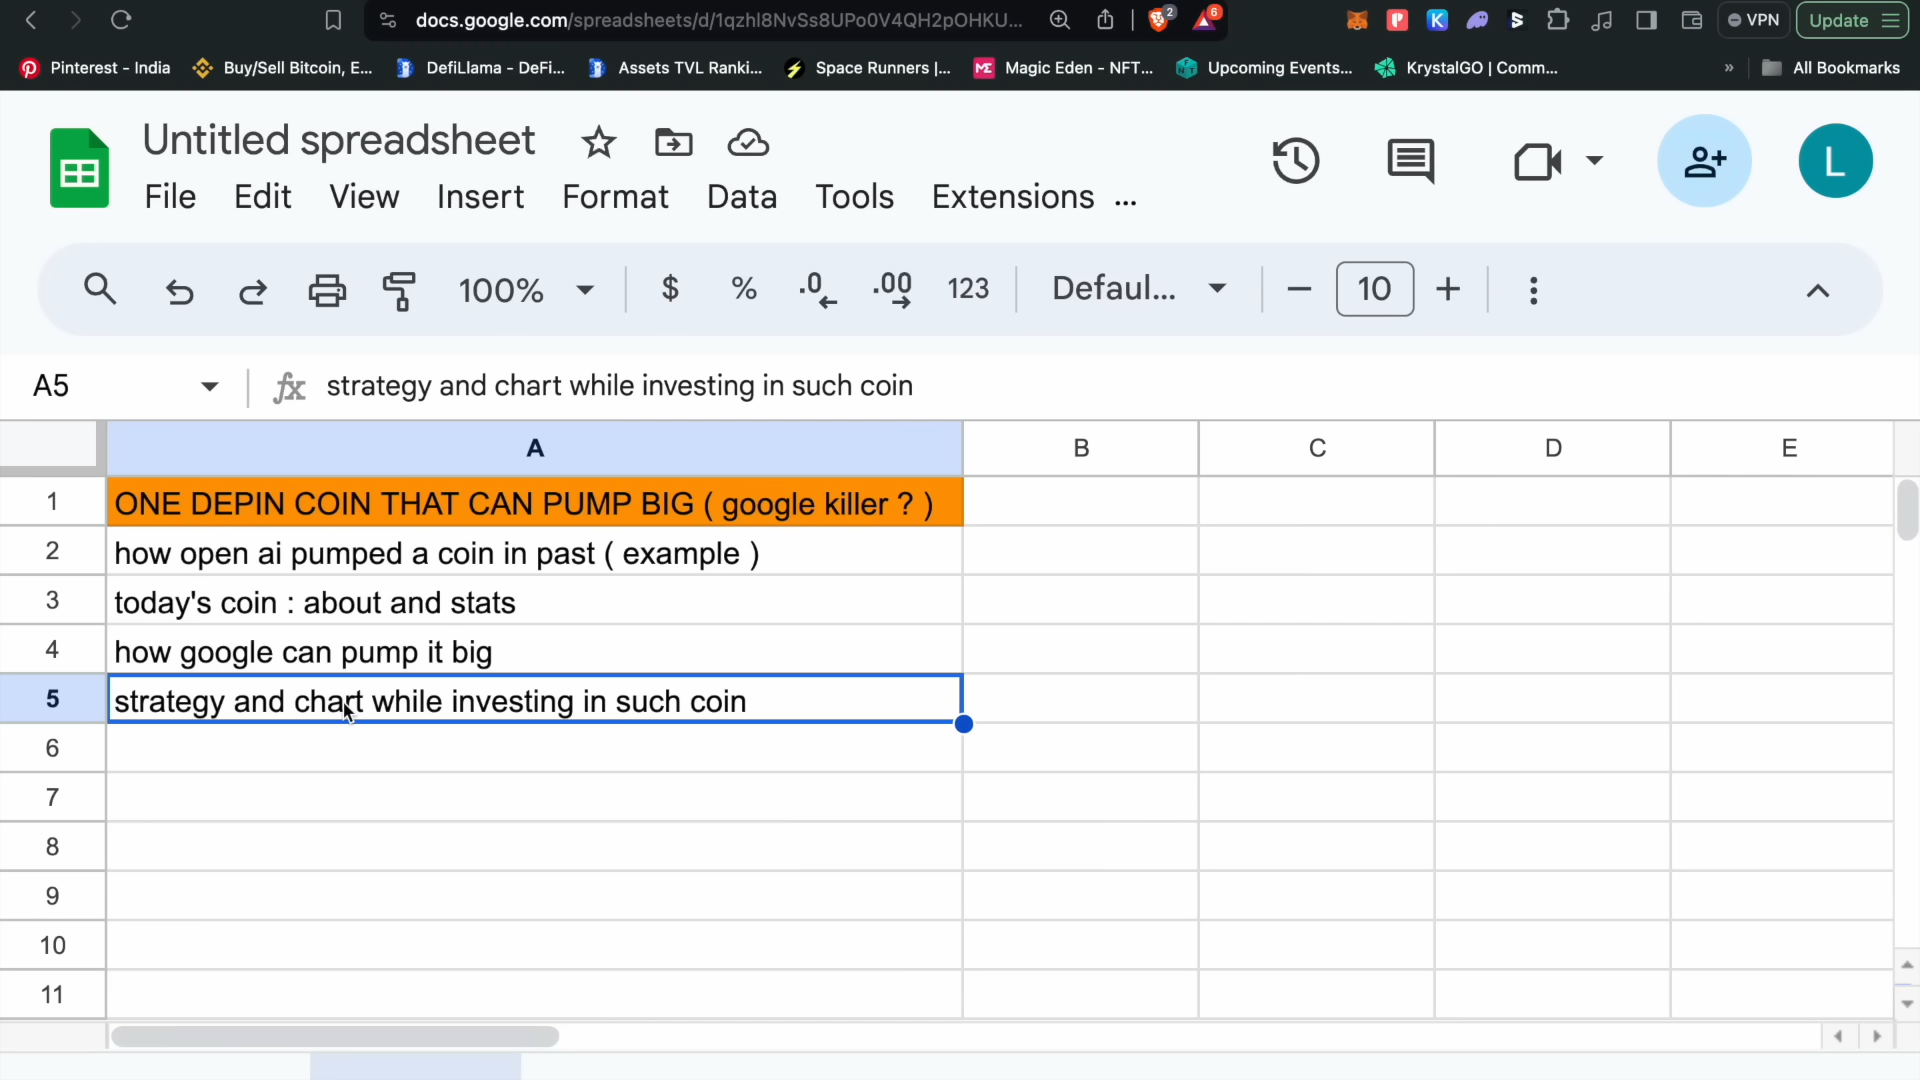 docs.google.com/spreadsheets/d/1qzhl8NvSs8UPo0V4QH2pOHKU... 2 6 VPN Update
Pinterest - India Buy/Sell Bitcoin, E... DefiLlama - DeFi... Assets TVL Ranki... Space Runners |... ME Magic Eden - NFT... Upcoming Events... KrystalGO | Comm... » All Bookmarks
Untitled spreadsheet
File Edit View Insert Format Data Tools Extensions ...
L
100% $ % .0 .00 123 Defaul... − 10 +
A5 fx strategy and chart while investing in such coin
A B C D E
1 ONE DEPIN COIN THAT CAN PUMP BIG ( google killer ? )
2 how open ai pumped a coin in past ( example )
3 today's coin : about and stats
4 how google can pump it big
5 strategy and chart while investing in such coin
6
7
8
9
10
11